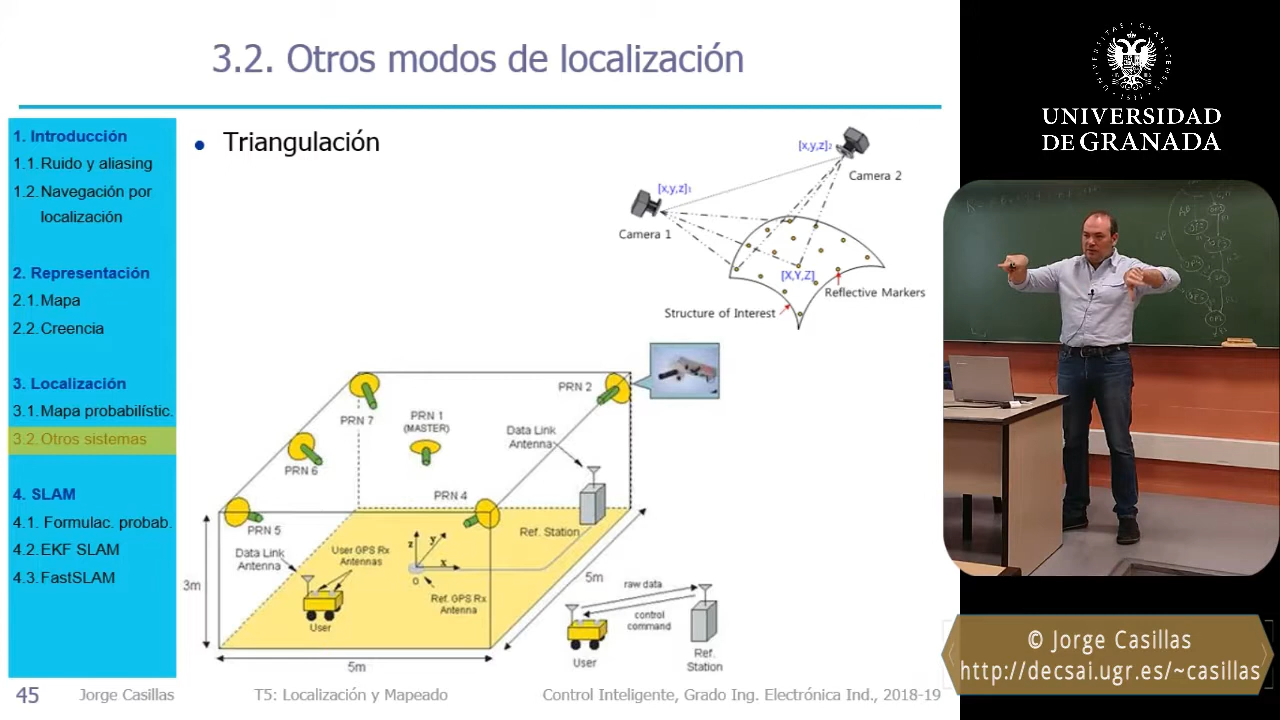 3.2. Otros modos de localización
1. Introducción
1.1. Ruido y aliasing
1.2. Navegación por
localización
2. Representación
2.1. Mapa
2.2. Creencia
3. Localización
3.1. Mapa probabilístic.
3.2. Otros sistemas
4. SLAM
4.1. Formulac. probab.
4.2. EKF SLAM
4.3. FastSLAM
• Triangulación
[x,y,z]₂
Camera 2
[x,y,z]₁
Camera 1
[X,Y,Z]
Reflective Markers
Structure of Interest
PRN 2
PRN 7
PRN 1
(MASTER)
Data Link
Antenna
PRN 6
PRN 4
PRN 5
Ref. Station
Data Link
Antenna
User GPS Rx
Antennas
z
y
x
0
Ref. GPS Rx
Antenna
3m
5m
User
raw data
control
command
User
Ref.
Station
5m
45
Jorge Casillas
T5: Localización y Mapeado
Control Inteligente, Grado Ing. Electrónica Ind., 2018-19
UNIVERSIDAD
DE GRANADA
© Jorge Casillas
http://decsai.ugr.es/~casillas